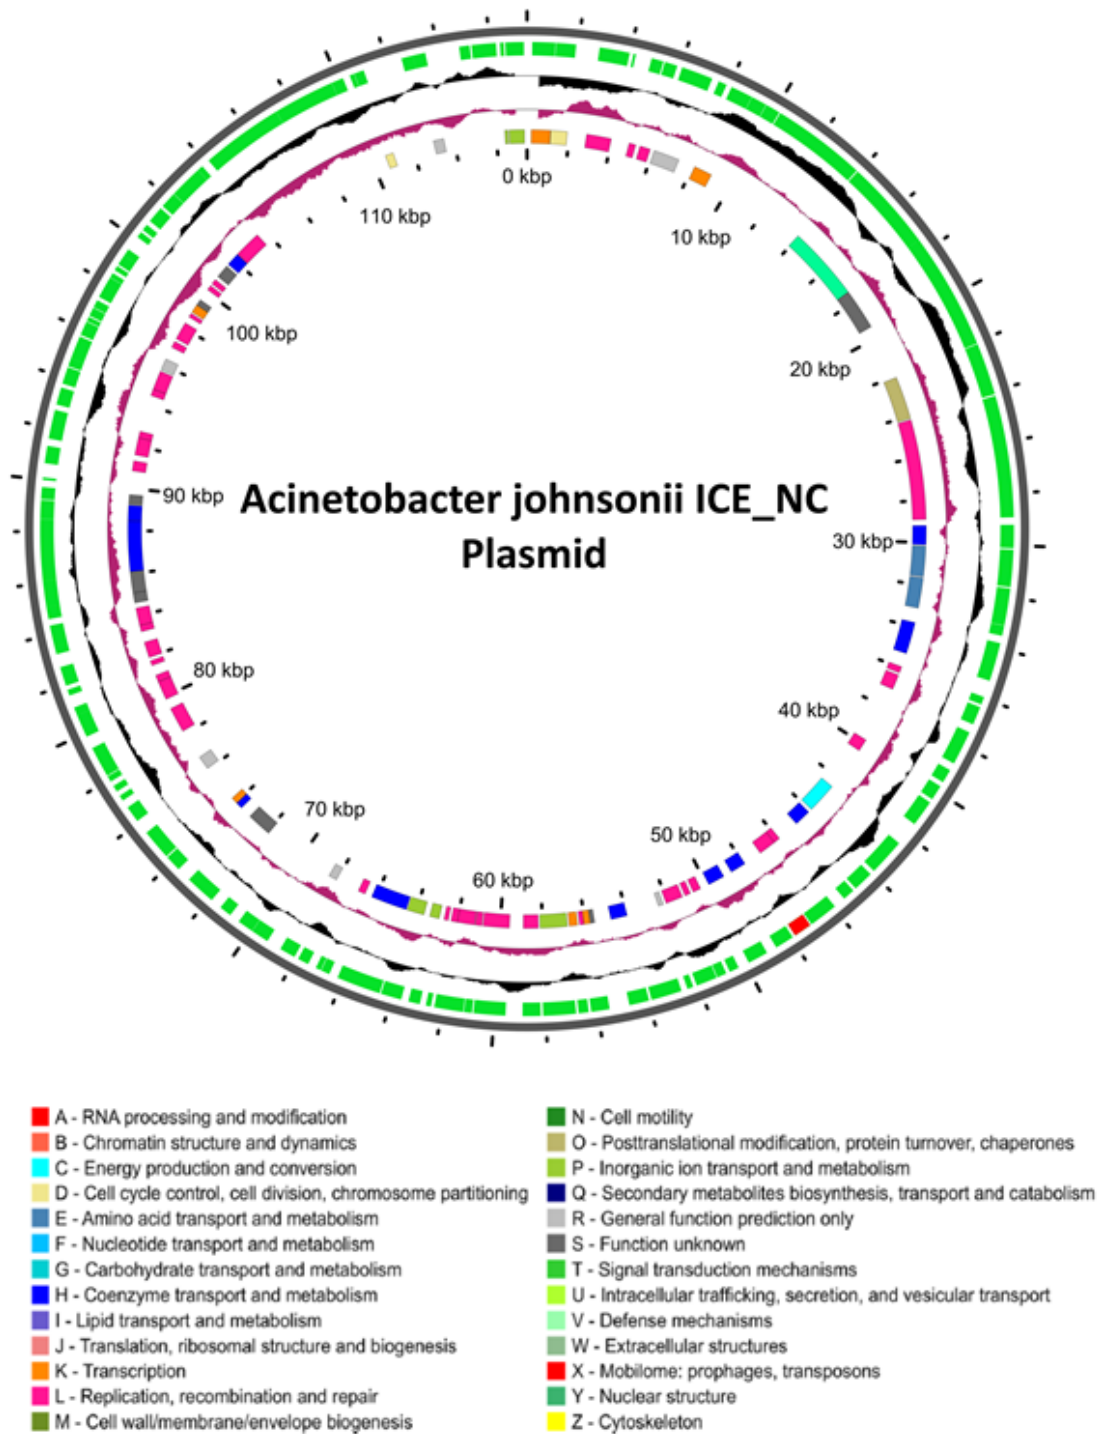 0 kbp
10 kbp
20 kbp
30 kbp
40 kbp
50 kbp
60 kbp
70 kbp
80 kbp
90 kbp
100 kbp
110 kbp
Acinetobacter johnsonii ICE_NC
Plasmid
A - RNA processing and modification
B - Chromatin structure and dynamics
C - Energy production and conversion
D - Cell cycle control, cell division, chromosome partitioning
E - Amino acid transport and metabolism
F - Nucleotide transport and metabolism
G - Carbohydrate transport and metabolism
H - Coenzyme transport and metabolism
I - Lipid transport and metabolism
J - Translation, ribosomal structure and biogenesis
K - Transcription
L - Replication, recombination and repair
M - Cell wall/membrane/envelope biogenesis
N - Cell motility
O - Posttranslational modification, protein turnover, chaperones
P - Inorganic ion transport and metabolism
Q - Secondary metabolites biosynthesis, transport and catabolism
R - General function prediction only
S - Function unknown
T - Signal transduction mechanisms
U - Intracellular trafficking, secretion, and vesicular transport
V - Defense mechanisms
W - Extracellular structures
X - Mobilome: prophages, transposons
Y - Nuclear structure
Z - Cytoskeleton